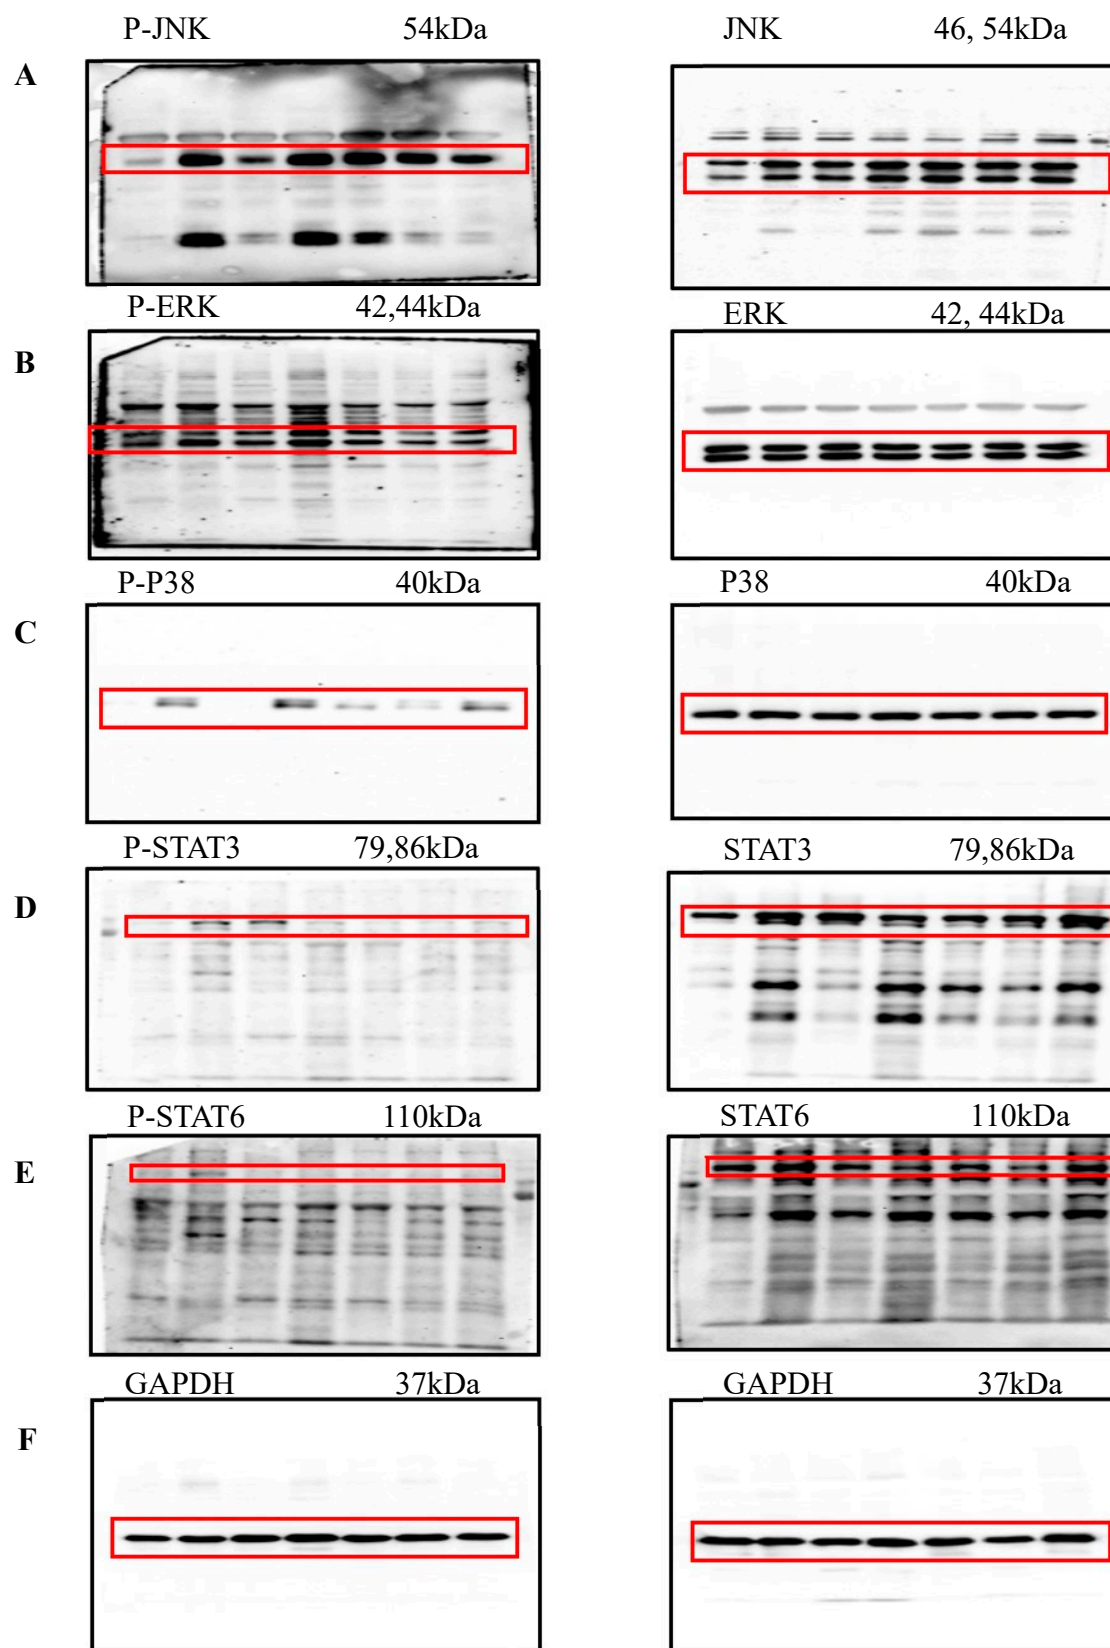 P-JNK 54kDa JNK 46, 54kDa
A
P-ERK 42,44kDa ERK 42, 44kDa
B
P-P38 40kDa P38 40kDa
C
P-STAT3 79,86kDa STAT3 79,86kDa
D
P-STAT6 110kDa STAT6 110kDa
E
GAPDH 37kDa GAPDH 37kDa
F